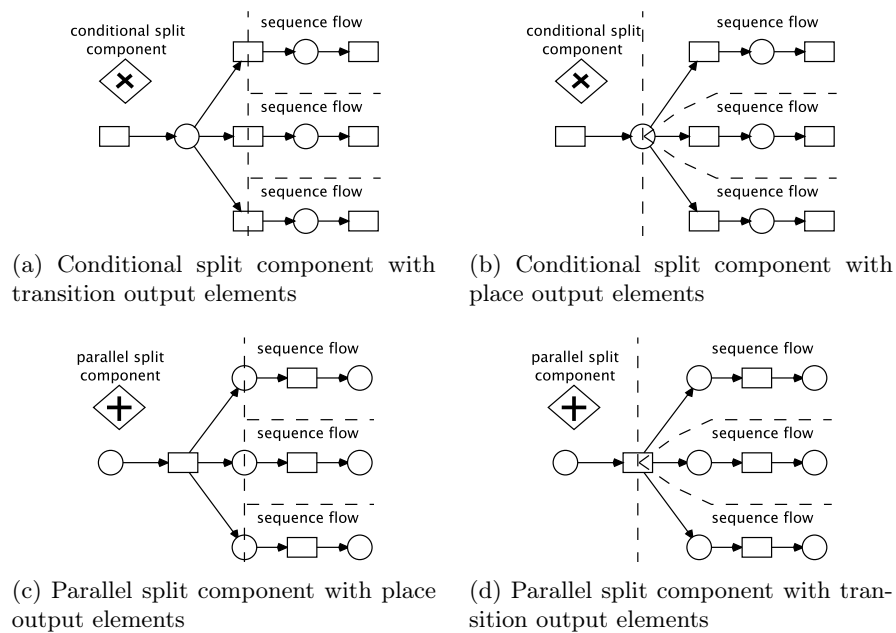 conditional split
component
sequence flow
sequence flow
sequence flow
(a) Conditional split component with
transition output elements
conditional split
component
sequence flow
sequence flow
sequence flow
(b) Conditional split component with
place output elements
parallel split
component
sequence flow
sequence flow
sequence flow
(c) Parallel split component with place
output elements
parallel split
component
sequence flow
sequence flow
sequence flow
(d) Parallel split component with tran-
sition output elements